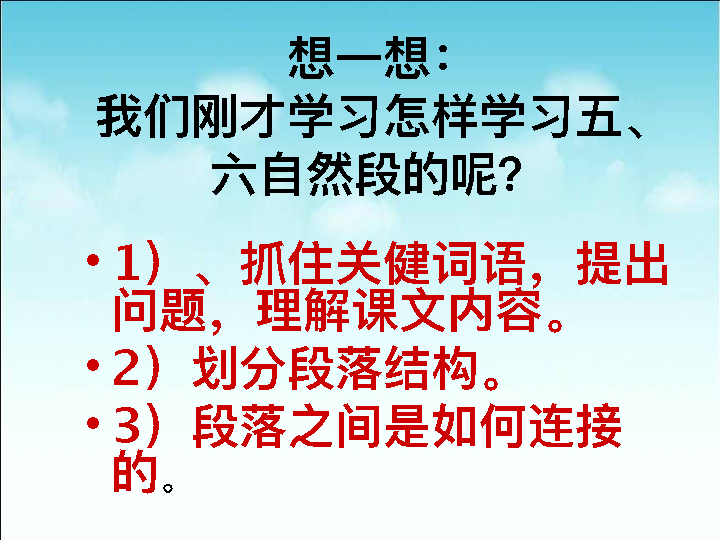 想一想：
我们刚才学习怎样学习五、
六自然段的呢?
•1）、抓住关健词语，提出
问题，理解课文内容。
•2）划分段落结构。
•3）段落之间是如何连接
的。